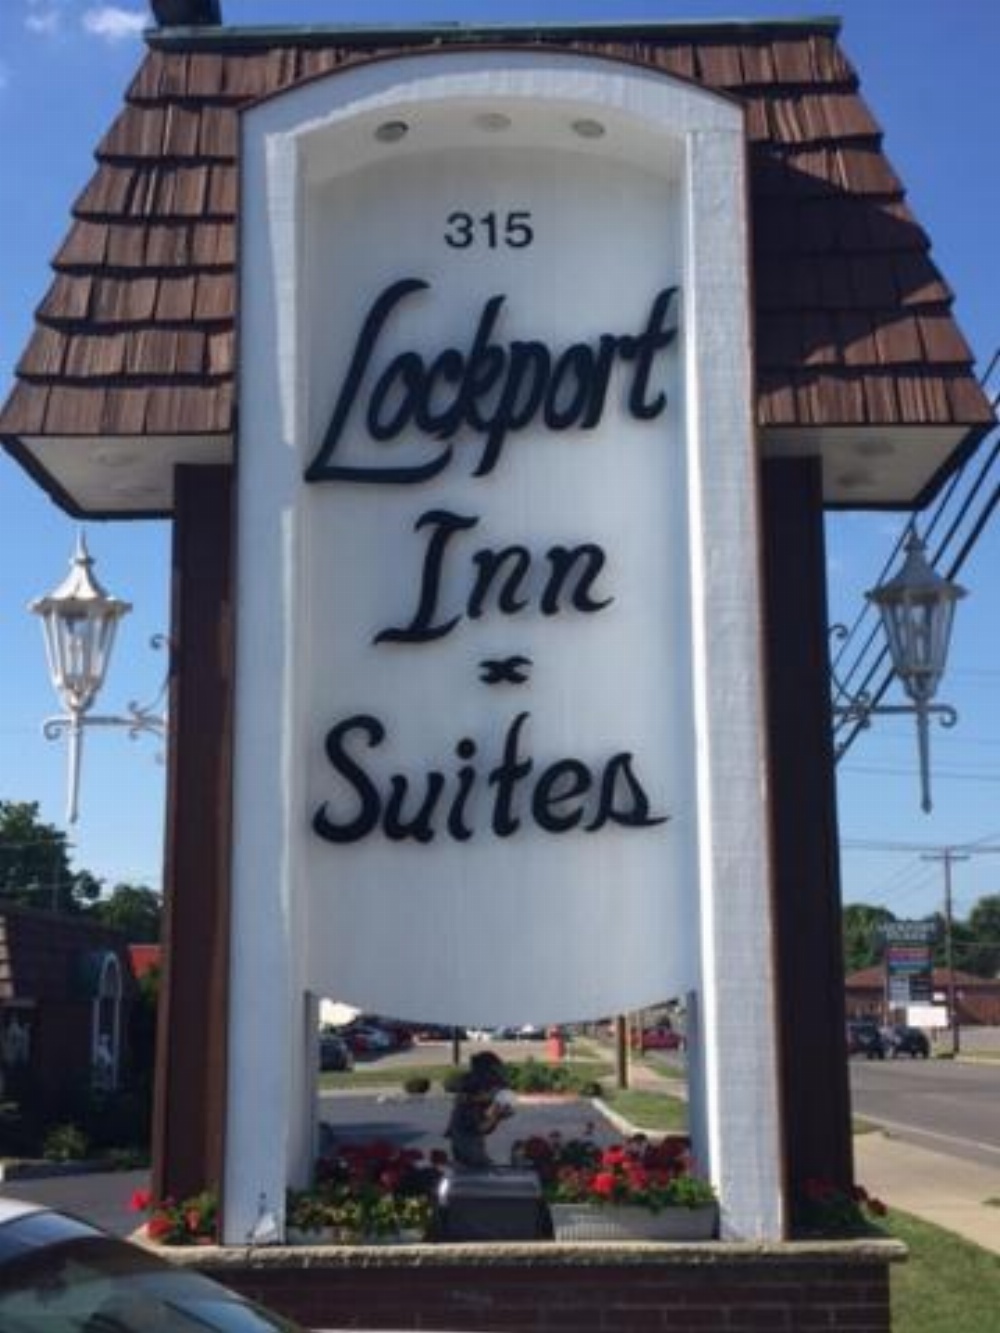 315
Lockport
Inn
Suites